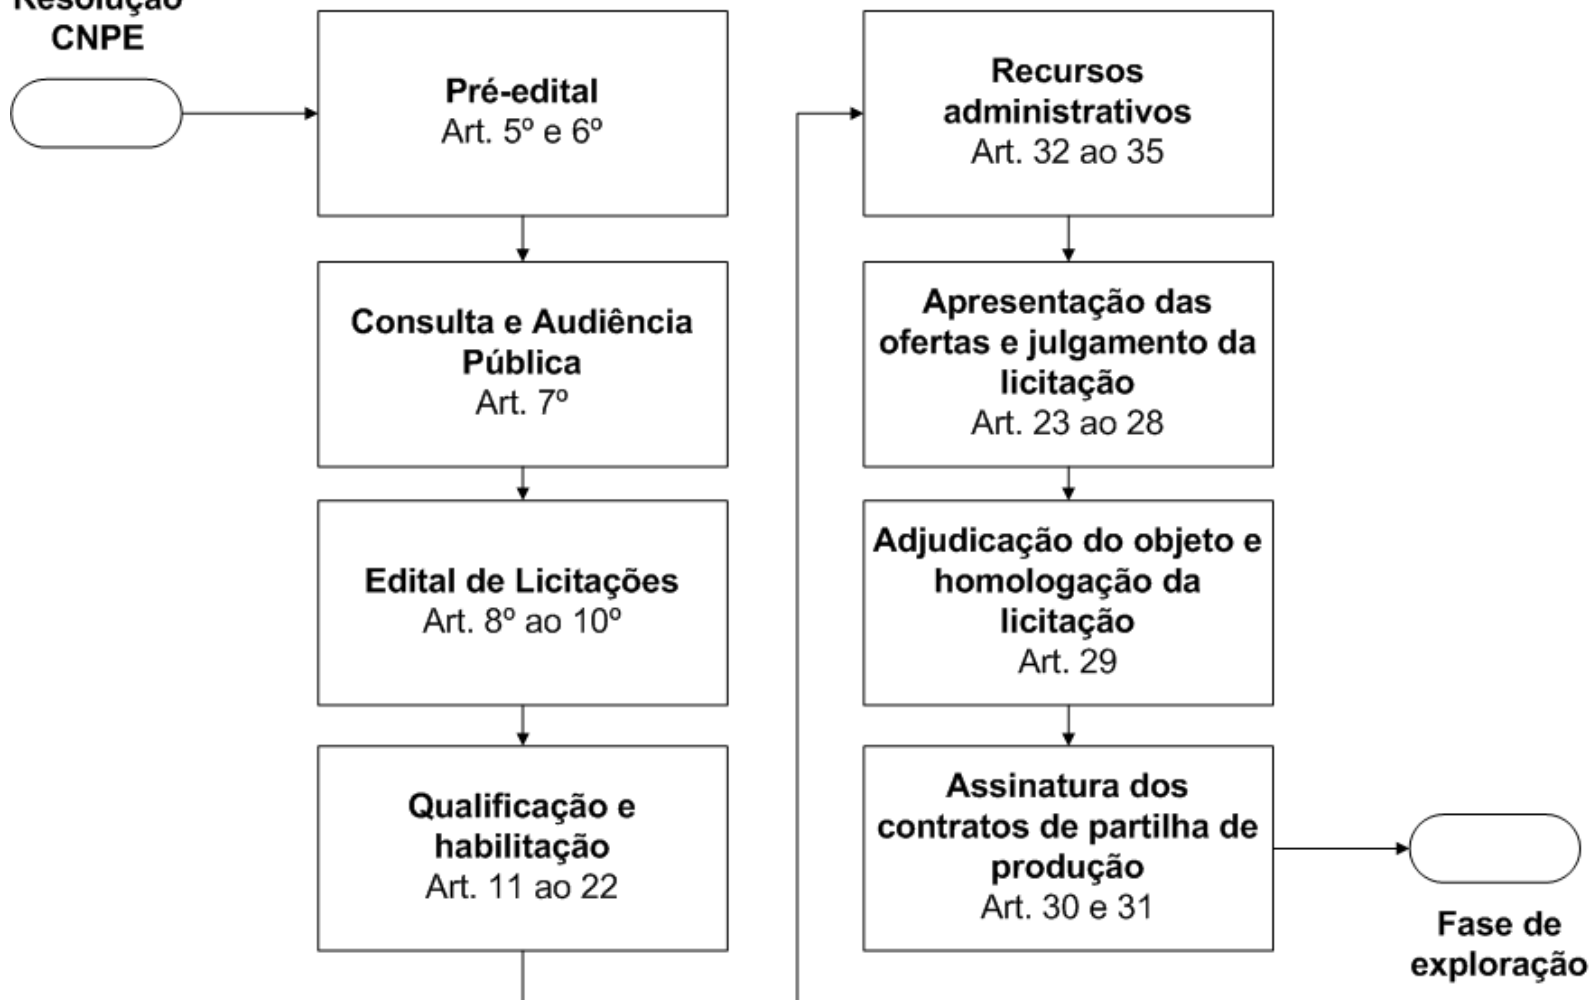 Resolução
CNPE
Pré-edital
Art. 5º e 6º
Consulta e Audiência
Pública
Art. 7º
Edital de Licitações
Art. 8º ao 10º
Qualificação e
habilitação
Art. 11 ao 22
Recursos
administrativos
Art. 32 ao 35
Apresentação das
ofertas e julgamento da
licitação
Art. 23 ao 28
Adjudicação do objeto e
homologação da
licitação
Art. 29
Assinatura dos
contratos de partilha de
produção
Art. 30 e 31
Fase de
exploração